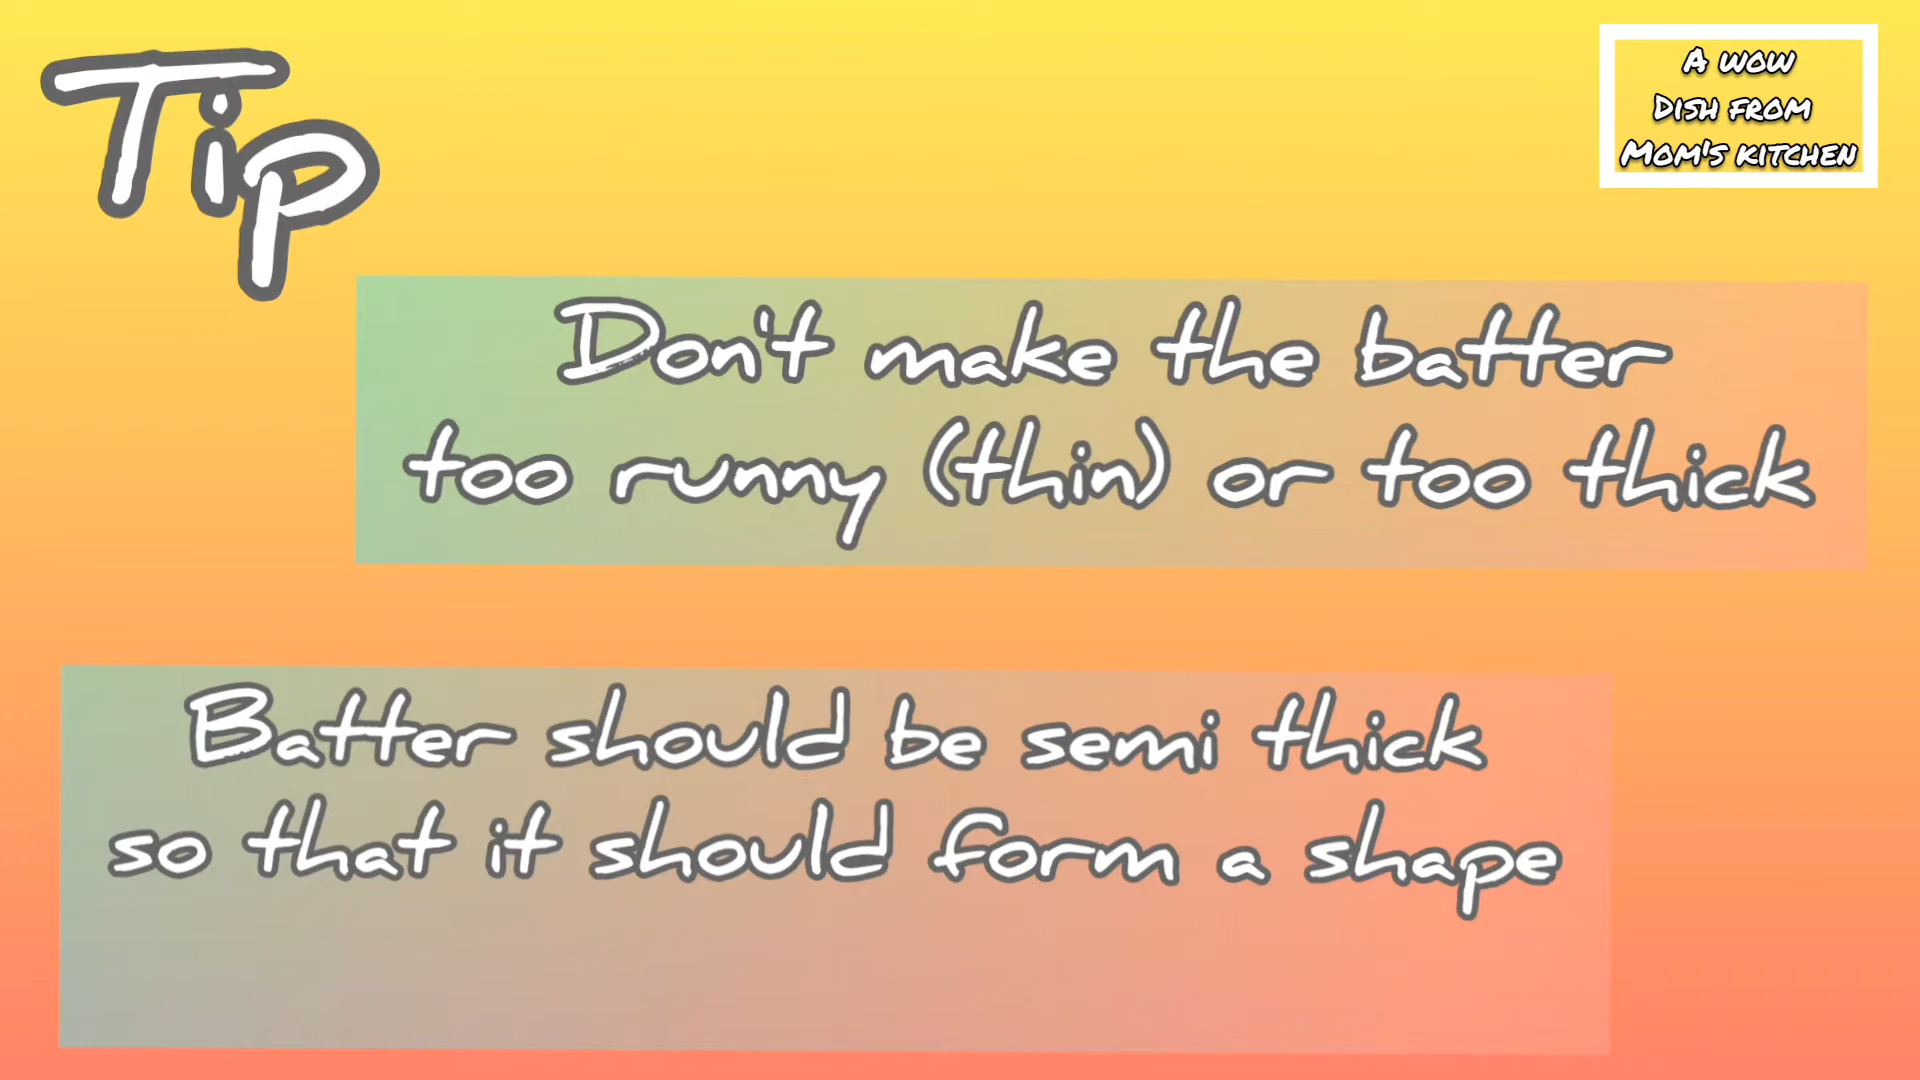 Tip
A wow
Dish from
Mom's kitchen
Don't make the batter
too runny (thin) or too thick
Batter should be semi thick
so that it should form a shape